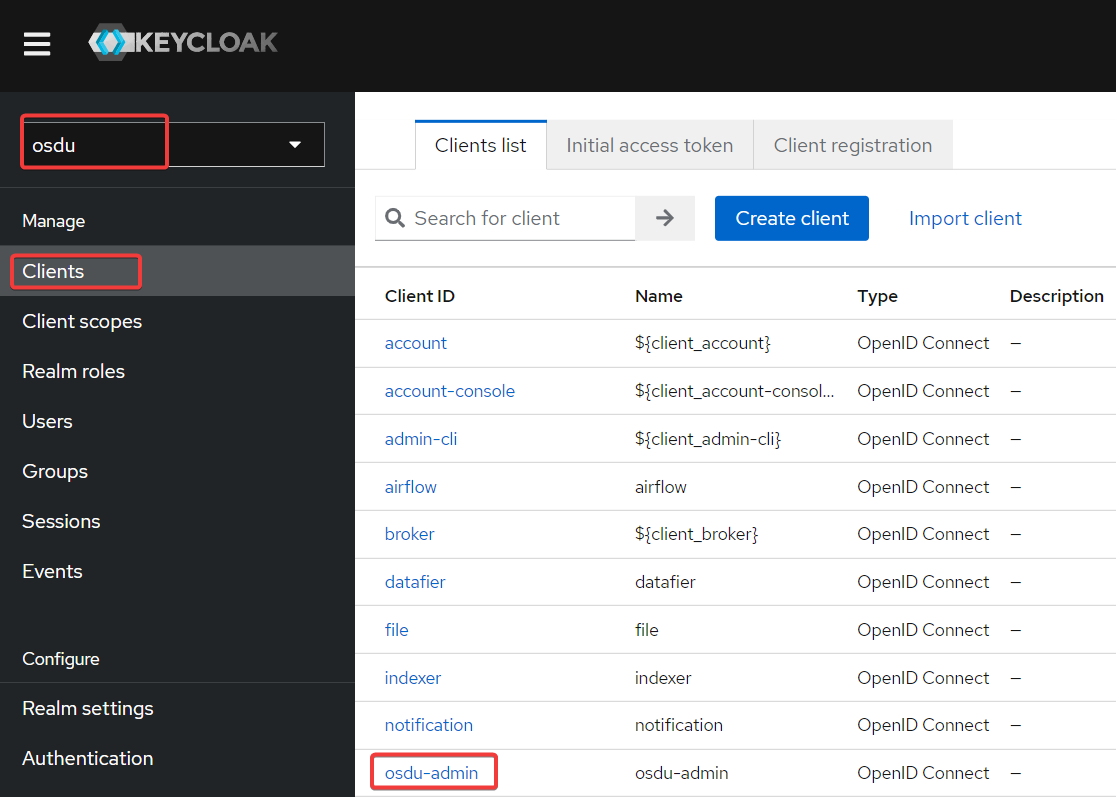 KEYCLOAK
osdu
Manage
Clients
Client scopes
Realm roles
Users
Groups
Sessions
Events
Configure
Realm settings
Authentication
Clients list Initial access token Client registration
Search for client Create client Import client
Client ID Name Type Description
account ${client_account} OpenID Connect –
account-console ${client_account-consol... OpenID Connect –
admin-cli ${client_admin-cli} OpenID Connect –
airflow airflow OpenID Connect –
broker ${client_broker} OpenID Connect –
datafier datafier OpenID Connect –
file file OpenID Connect –
indexer indexer OpenID Connect –
notification notification OpenID Connect –
osdu-admin osdu-admin OpenID Connect –